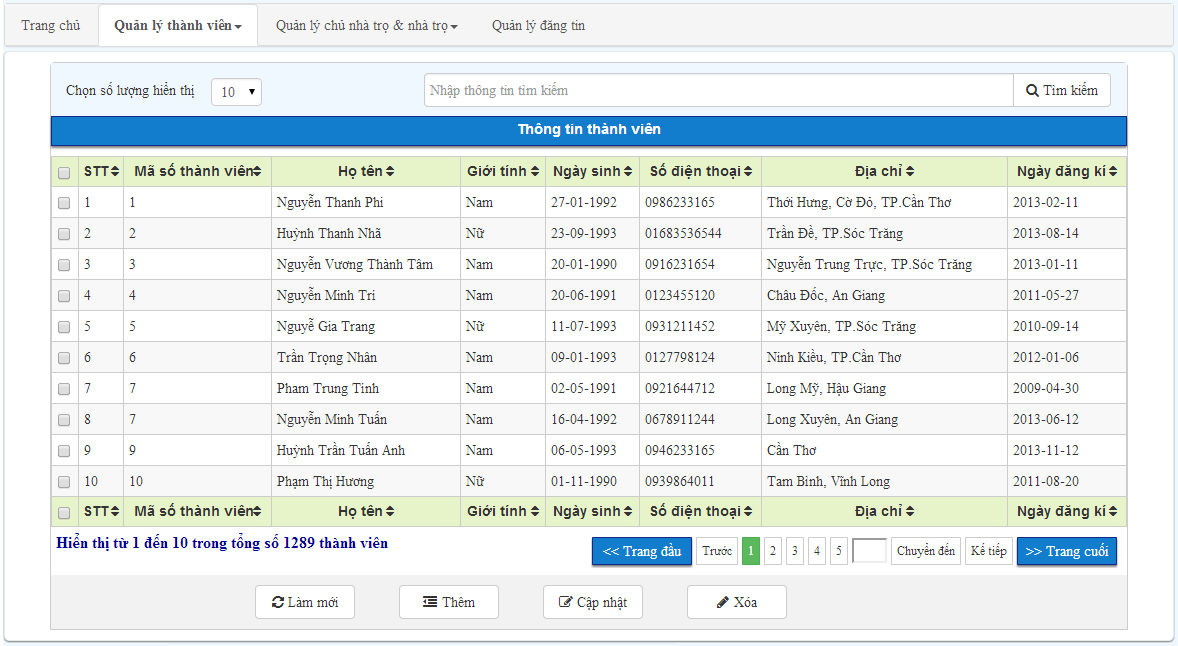 Trang chủ Quản lý thành viên Quản lý chủ nhà trọ & nhà trọ Quản lý đăng tin
Chọn số lượng hiển thị 10 Nhập thông tin tìm kiếm Tìm kiếm
Thông tin thành viên
STT Mã số thành viên Họ tên Giới tính Ngày sinh Số điện thoại Địa chỉ Ngày đăng kí
1 1 Nguyễn Thanh Phi Nam 27-01-1992 0986233165 Thới Hưng, Cờ Đỏ, TP.Cần Thơ 2013-02-11
2 2 Huỳnh Thanh Nhã Nữ 23-09-1993 01683536544 Trần Đề, TP.Sóc Trăng 2013-08-14
3 3 Nguyễn Vương Thành Tâm Nam 20-01-1990 0916231654 Nguyễn Trung Trực, TP.Sóc Trăng 2013-01-11
4 4 Nguyễn Minh Trí Nam 20-06-1991 0123455120 Châu Đốc, An Giang 2011-05-27
5 5 Nguyễ Gia Trang Nữ 11-07-1993 0931211452 Mỹ Xuyên, TP.Sóc Trăng 2010-09-14
6 6 Trần Trọng Nhân Nam 09-01-1993 0127798124 Ninh Kiều, TP.Cần Thơ 2012-01-06
7 7 Pham Trung Tính Nam 02-05-1991 0921644712 Long Mỹ, Hậu Giang 2009-04-30
8 7 Nguyễn Minh Tuấn Nam 16-04-1992 0678911244 Long Xuyên, An Giang 2013-06-12
9 9 Huỳnh Trần Tuấn Anh Nam 06-05-1993 0946233165 Cần Thơ 2013-11-12
10 10 Phạm Thị Hương Nữ 01-11-1990 0939864011 Tam Bình, Vĩnh Long 2011-08-20
STT Mã số thành viên Họ tên Giới tính Ngày sinh Số điện thoại Địa chỉ Ngày đăng kí
Hiển thị từ 1 đến 10 trong tổng số 1289 thành viên
<< Trang đầu Trước 1 2 3 4 5 Chuyển đến Kế tiếp >> Trang cuối
Làm mới Thêm Cập nhật Xóa